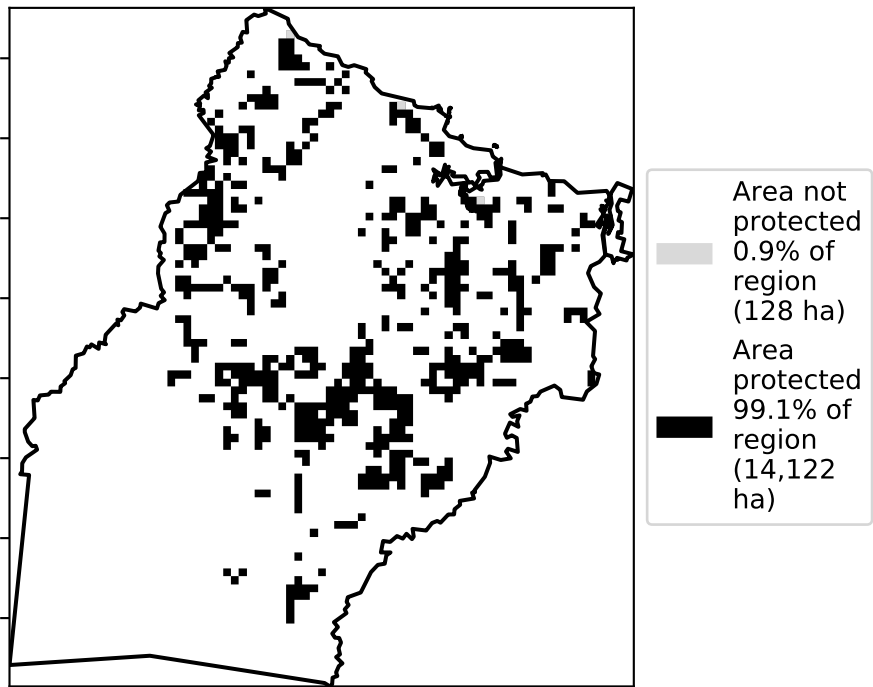 Area not
protected
0.9% of
region
(128 ha)
Area
protected
99.1% of
region
(14,122
ha)